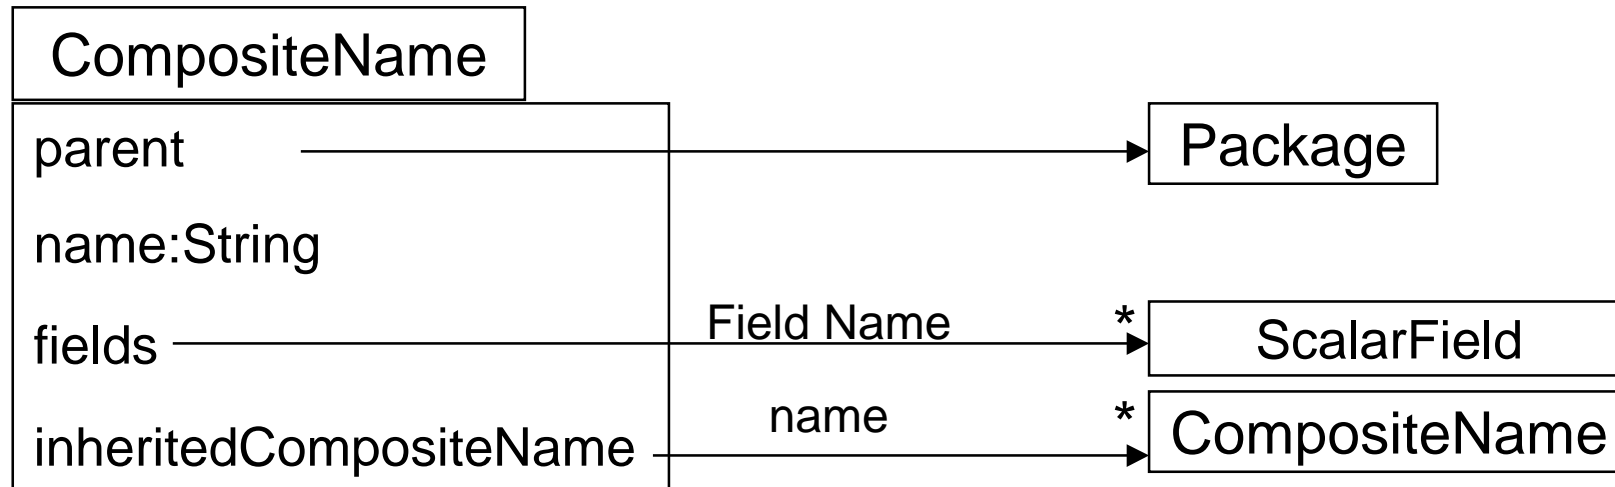 CompositeName
parent
Package
name:String
fields
Field Name
*
ScalarField
inheritedCompositeName
name
*
CompositeName